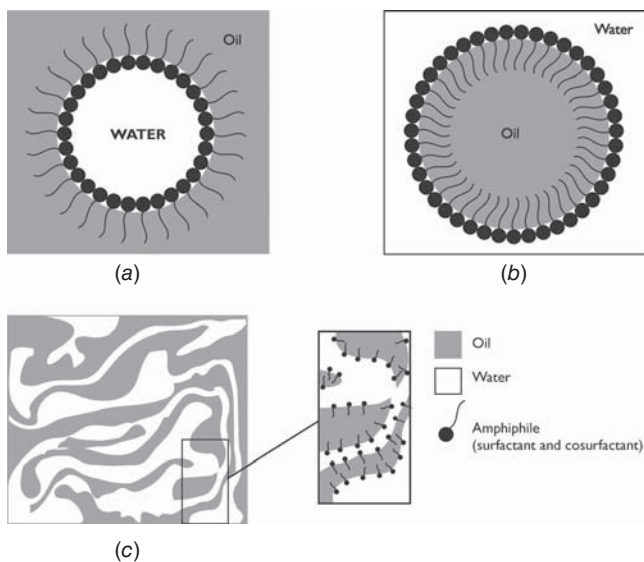 Oil
WATER
(a)
Water
Oil
(b)
Oil
Water
Amphiphile
(surfactant and cosurfactant)
(c)